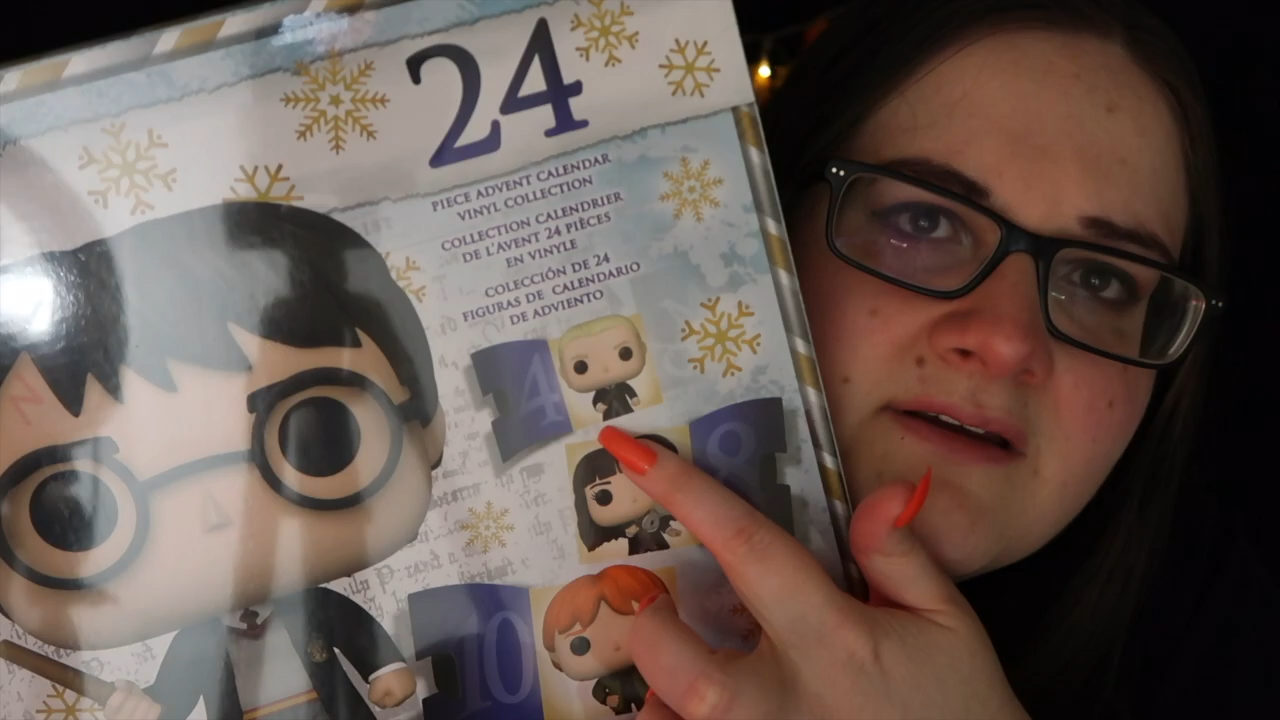 24
PIECE ADVENT CALENDAR
VINYL COLLECTION
COLLECTION CALENDRIER
DE L'AVENT 24 PIÈCES
EN VINYLE
COLECCIÓN DE 24
FIGURAS DE CALENDARIO
DE ADVIENTO
4
8
10